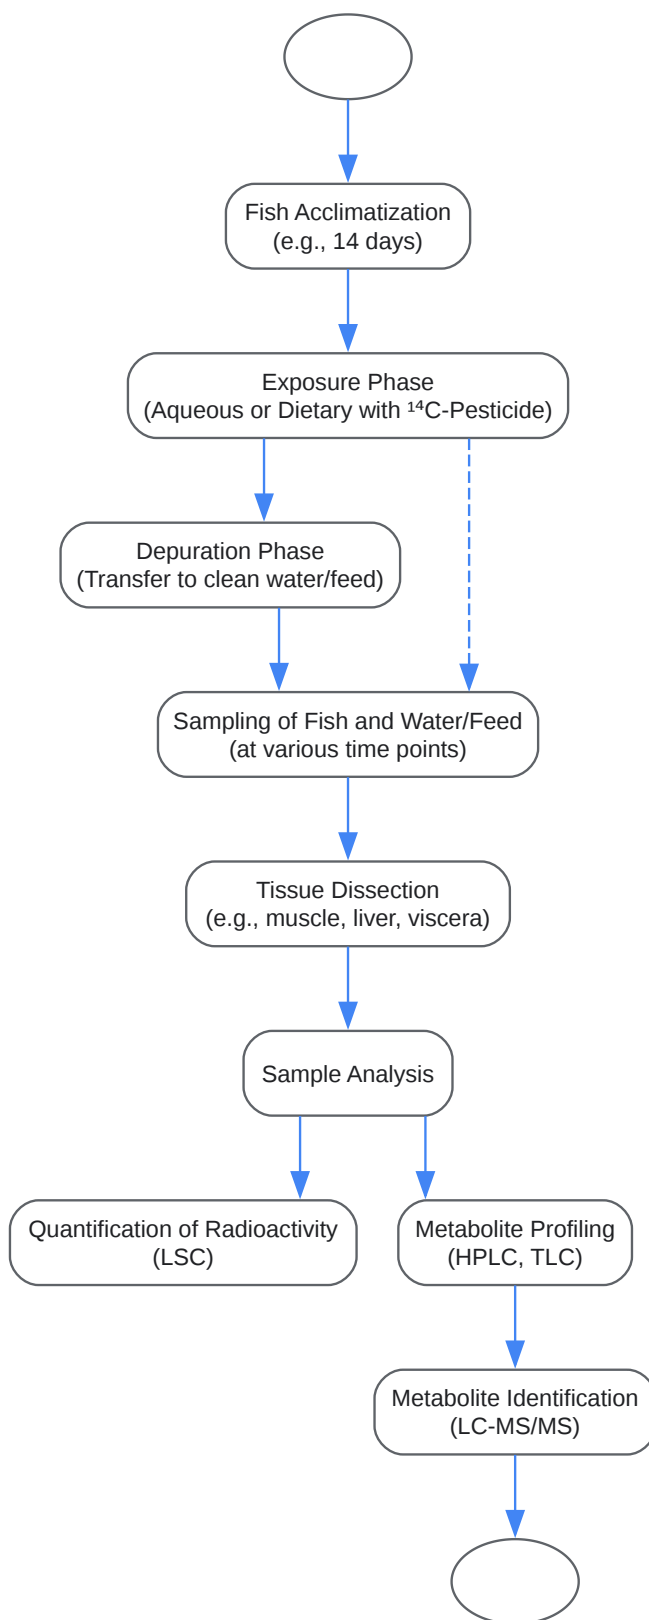 Fish Acclimatization
(e.g., 14 days)
Exposure Phase
(Aqueous or Dietary with ¹⁴C-Pesticide)
Depuration Phase
(Transfer to clean water/feed)
Sampling of Fish and Water/Feed
(at various time points)
Tissue Dissection
(e.g., muscle, liver, viscera)
Sample Analysis
Quantification of Radioactivity
(LSC)
Metabolite Profiling
(HPLC, TLC)
Metabolite Identification
(LC-MS/MS)